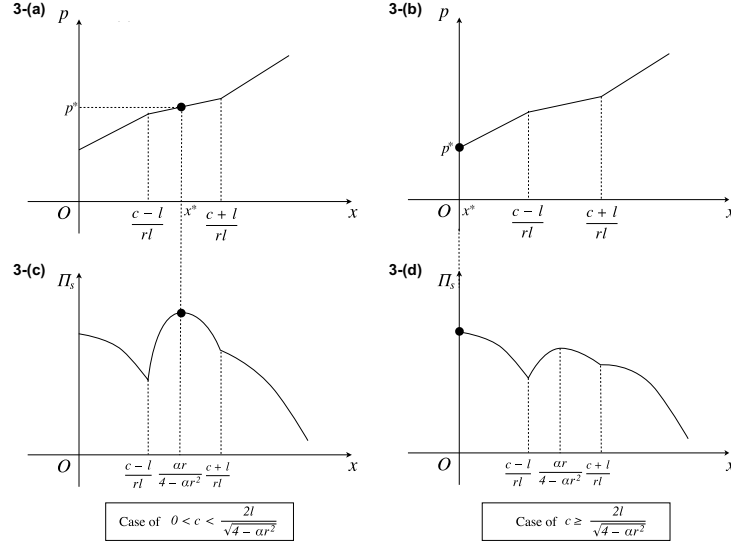 3-(a)
p
p*
O
(c − l)/(rl)
x*
(c + l)/(rl)
x
3-(b)
p
p*
O
x*
(c − l)/(rl)
(c + l)/(rl)
x
3-(c)
Π_s
O
(c − l)/(rl)
αr/(4 − αr²)
(c + l)/(rl)
x
3-(d)
Π_s
O
(c − l)/(rl)
αr/(4 − αr²)
(c + l)/(rl)
x
Case of 0 < c < 2l/√(4 − αr²)
Case of c ≥ 2l/√(4 − αr²)